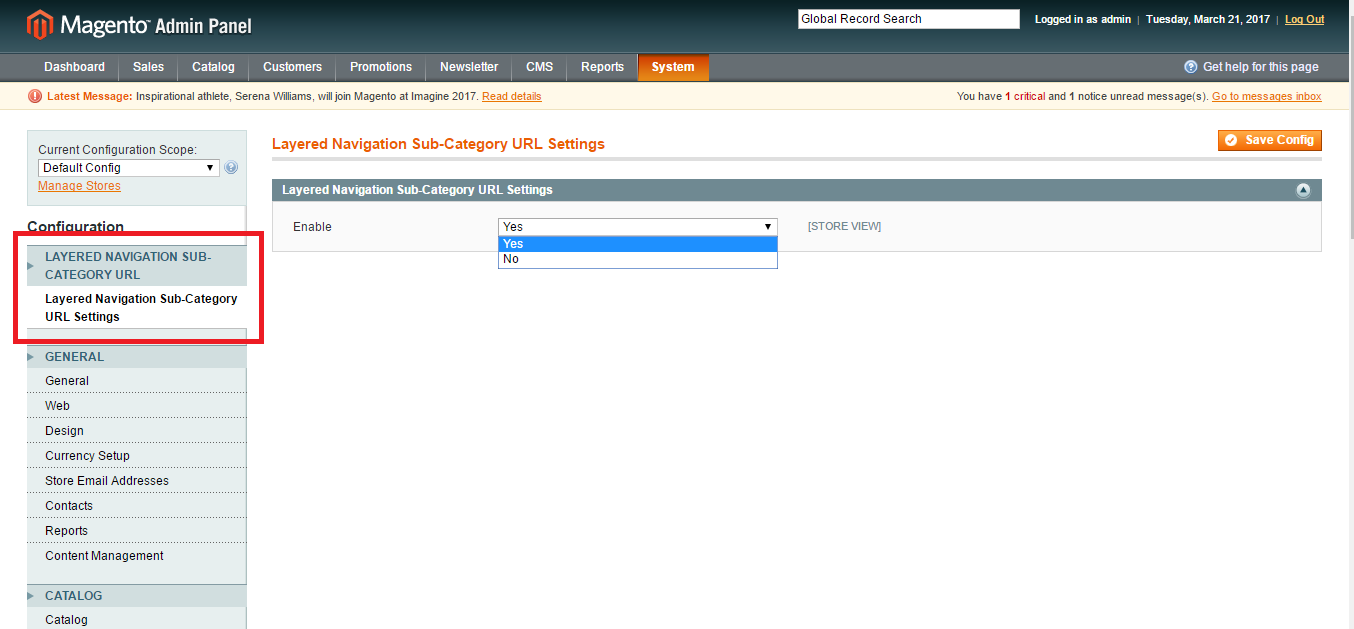 Magento™ Admin Panel
Global Record Search
Logged in as admin | Tuesday, March 21, 2017 | Log Out
Dashboard Sales Catalog Customers Promotions Newsletter CMS Reports System
Get help for this page
Latest Message: Inspirational athlete, Serena Williams, will join Magento at Imagine 2017. Read details
You have 1 critical and 1 notice unread message(s). Go to messages inbox
Current Configuration Scope:
Default Config
Manage Stores
Configuration
LAYERED NAVIGATION SUB-
CATEGORY URL
Layered Navigation Sub-Category
URL Settings
GENERAL
General
Web
Design
Currency Setup
Store Email Addresses
Contacts
Reports
Content Management
CATALOG
Catalog
Layered Navigation Sub-Category URL Settings
Save Config
Layered Navigation Sub-Category URL Settings
Enable
Yes
[STORE VIEW]
Yes
No